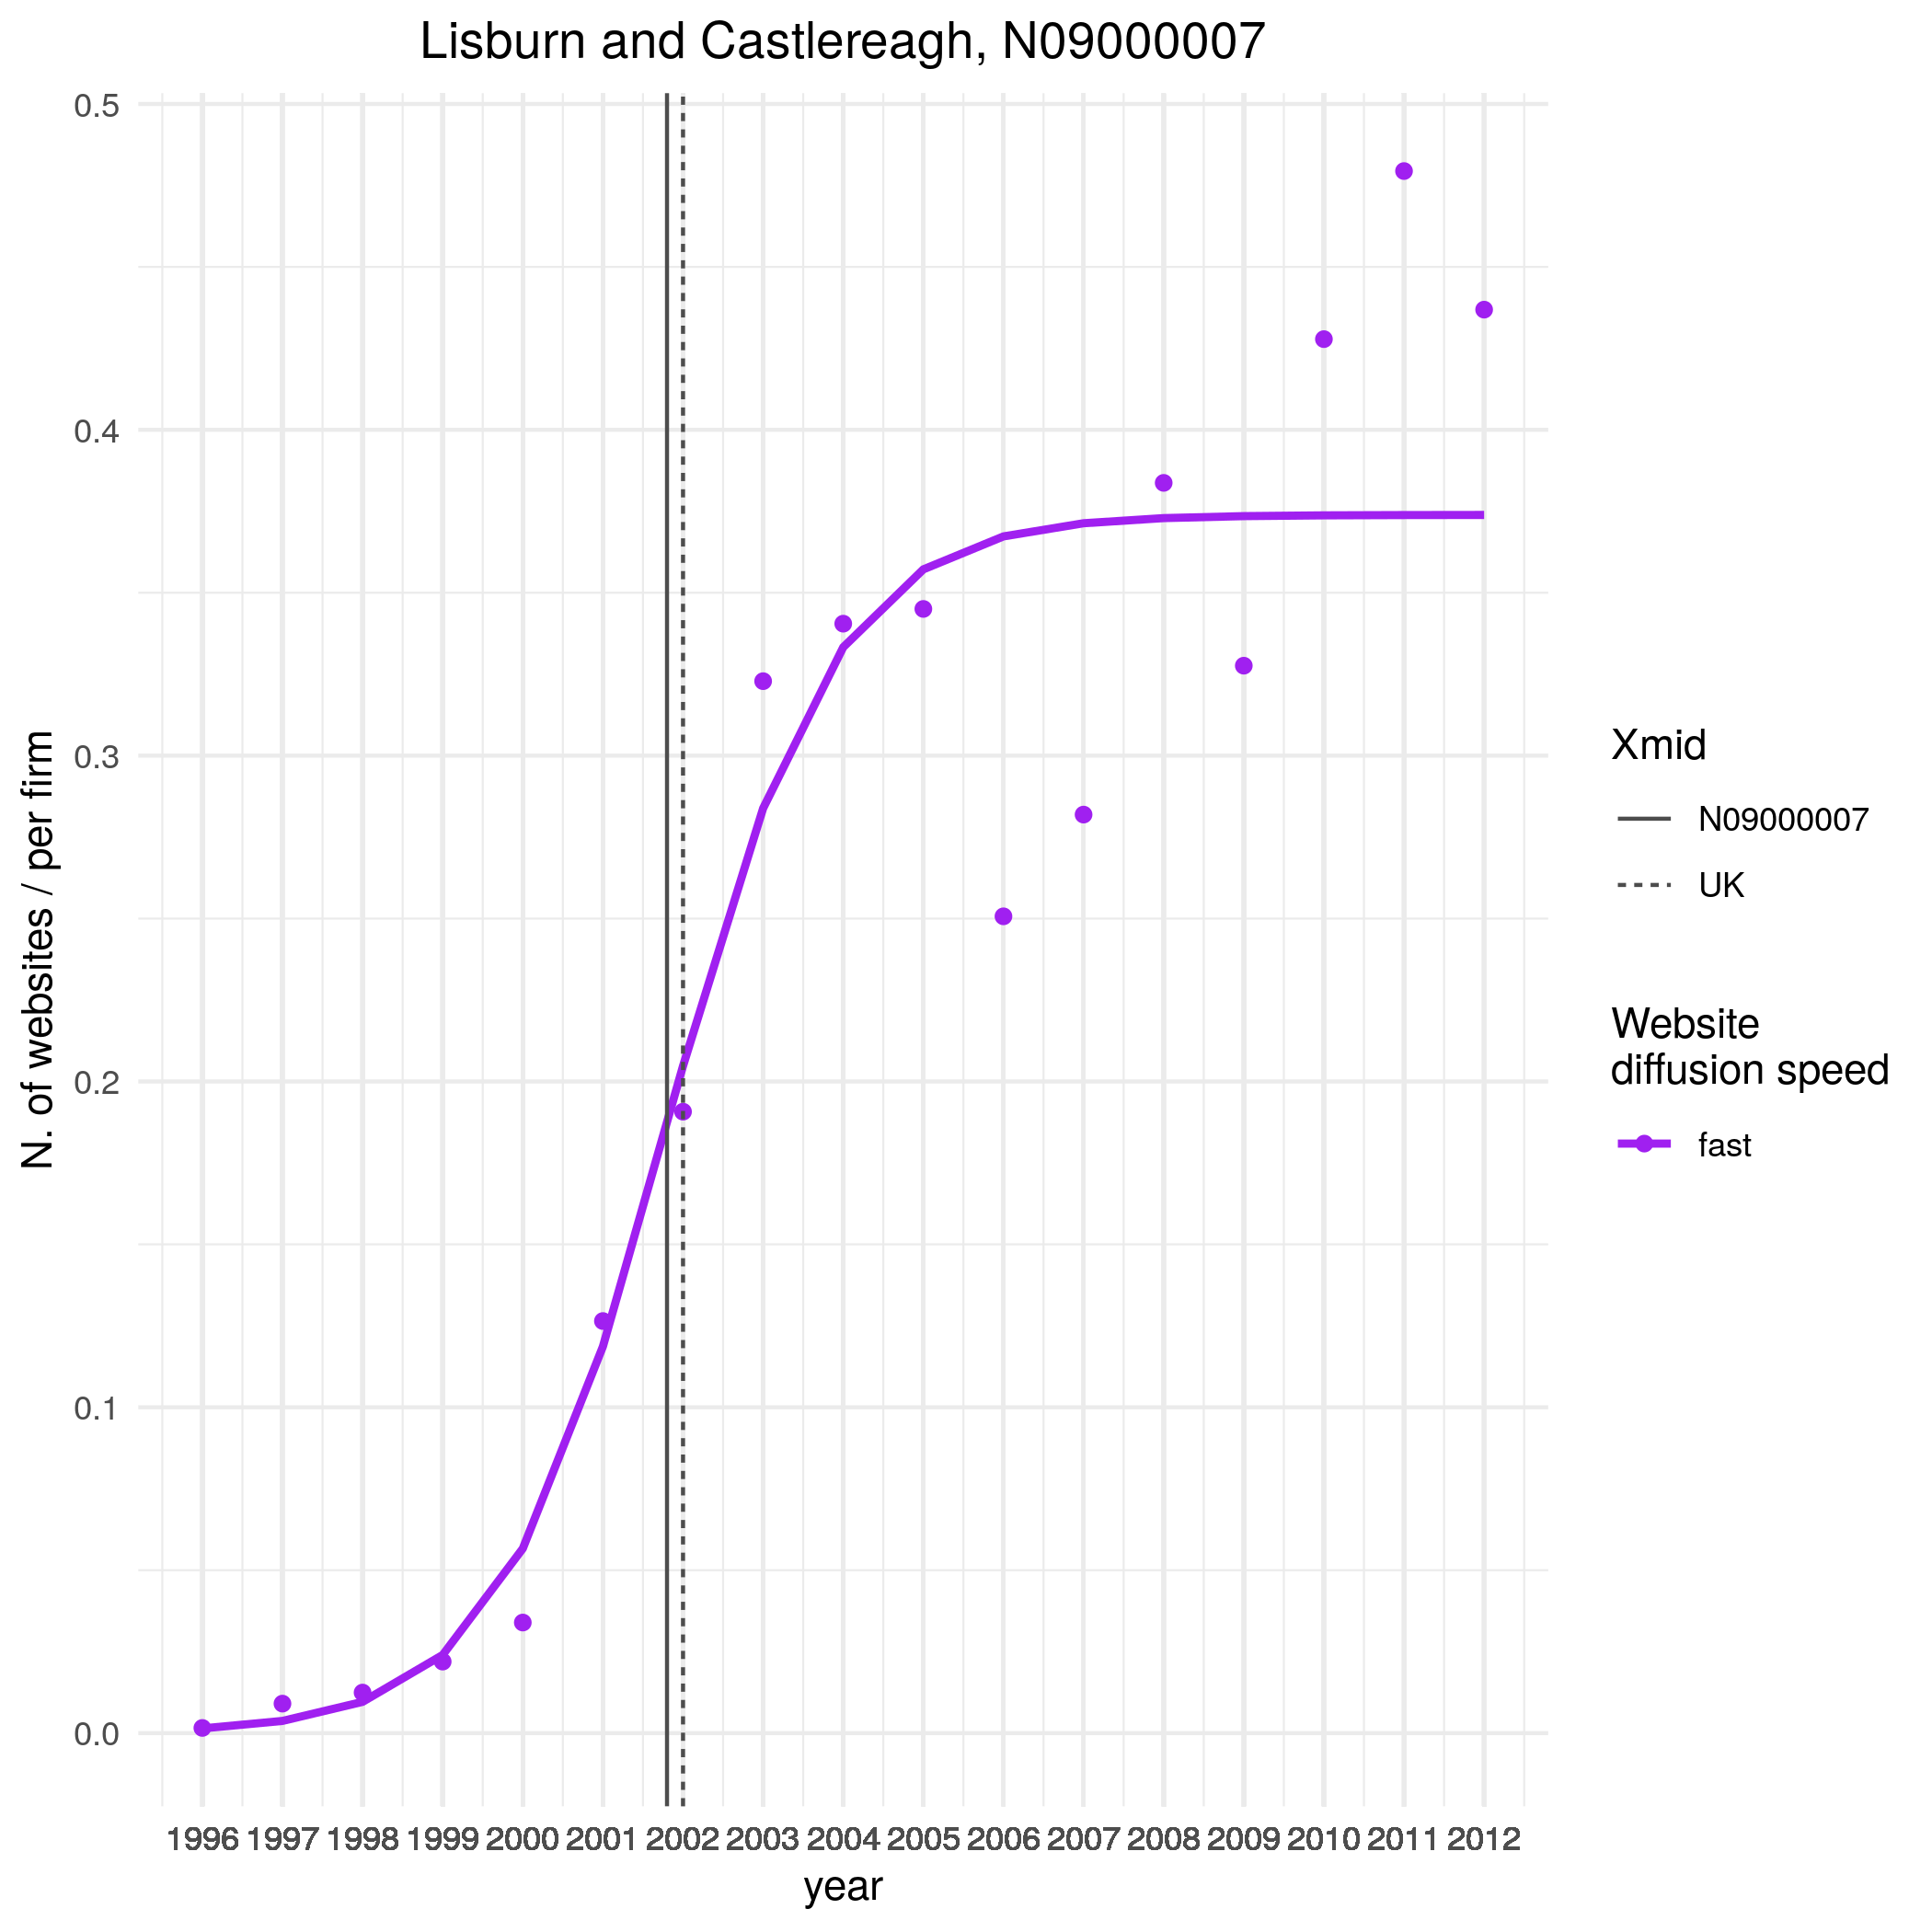 Lisburn and Castlereagh, N09000007
0.5
0.4
0.3
0.2
0.1
0.0
N. of websites / per firm
1996 1997 1998 1999 2000 2001 2002 2003 2004 2005 2006 2007 2008 2009 2010 2011 2012
year
Xmid
N09000007
UK
Website
diffusion speed
fast